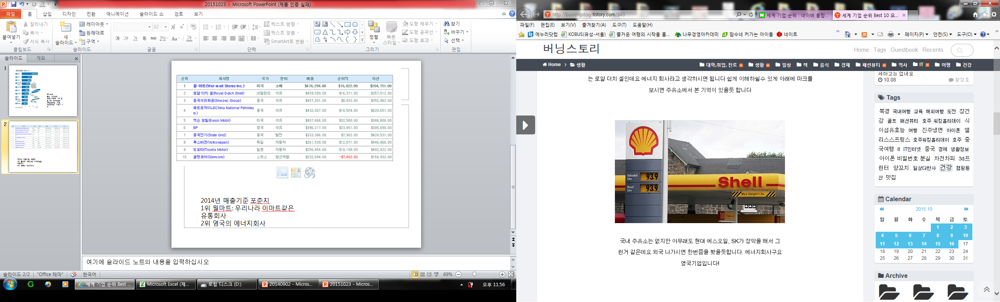 20151023 - Microsoft PowerPoint (제품 인증 실패)
파일 홈 삽입 디자인 전환 애니메이션 슬라이드 쇼 검토 보기
붙여넣기 잘라내기 복사 서식 복사
새 슬라이드 레이아웃 원래대로 구역
32
텍스트 방향 텍스트 맞춤 SmartArt로 변환
정렬 빠른 스타일 도형 채우기 도형 윤곽선 도형 효과
찾기 바꾸기 선택
클립보드 슬라이드 글꼴 단락 그리기 편집
슬라이드 개요
1
2
순위 회사명 국가 분야 매출 순이익 자산
1 월-마트(Wal-mart Stores Inc.) 미국 소매 $476,294.00 $16,022.00 $204,751.00
2 로얄 더치 셸(Royal Dutch Shell) 네덜란드 석유 $459,599.00 $16,371.00 $357,512.00
3 중국석유화공(Sinopec Group) 중국 석유 $457,201.00 $8,932.00 $352,982.00
4 페트로차이나(China National Petroleu
m) 중국 석유 $432,007.00 $18,504.00 $620,651.00
5 엑슨 모빌(Exxon Mobil) 미국 석유 $407,666.00 $32,580.00 $346,808.00
6 BP 영국 석유 $396,217.00 $23,451.00 $305,690.00
7 중국전기(State Grid) 중국 발전 $333,386.00 $7,982.00 $424,531.00
8 폭스바겐(Volkswagen) 독일 자동차 $261,539.00 $12,071.00 $446,866.00
9 도요타(Toyota Motor) 일본 자동차 $256,454.00 $18,198.00 $402,422.00
10 글렌코어(Glencore) 스위스 광산개발 $232,694.00 -$7,402.00 $154,932.00
2014년 매출기준 포춘지
1위 월마트: 우리나라 이마트같은
유통회사
2위 영국의 에너지회사
여기에 슬라이드 노트의 내용을 입력하십시오
슬라이드 2/2 "Office 테마" 한국어 69%
세계 기업 순위 Best ... Microsoft Excel (제... 로컬 디스크 (D:) 20140902 - Micros... 20151023 - Micros... 오후 11:56
http://burningstory.tistory.com/343 세계 기업 순위 : 네이버 통합... 세계 기업 순위 Best 10 요...
파일(F) 편집(E) 보기(V) 즐겨찾기(A) 도구(T) 도움말(H)
에누리닷컴 KOBUS(유성-서울) 즐거운 여행의 시작을 홈... 나무경영아카데미 잠수네 커가는 아이들 네이트 페이지(P) 안전(S) 도구(O)
버닝스토리 Home Tags Guestbook Recents
Home 생활 대학,취업, 진로 생활 일상 책 음식 경제 패션뷰티 역사 IT 여행 건강
는 로얄 더치 셸인데요 에너지 회사라고 생각하시면 됩니다 쉽게 이해하실수 있게 아래에 마크를
보시면 주유소에서 본 기억이 있을듯 합니다
Unleaded
Litre 93.9
Diesel
Litre 93.9
Shell
Max Height 3.7m.
10
국내 주유소는 없지만 아무래도 현대 에스오일, SK가 장악을 해서 그
런거 같은데요 외국 나가시면 한번쯤을 봤을듯합니다. 에너지회사구요
영국기업입니다!
세마고는 업네요
10.08 황정호
Tags
북경 국내여행 교육 해외여행 도전 장건
강 골프 패션뷰티 호주 워킹홀리데이 식
이섬유효능 여행 진주냉면 아이폰 앨
리스스프링스 호주워킹홀리데이 호주 중
국여행 it IT인터넷 중국 경제 생활정보
아이폰 비밀번호 분실 차전차피 3d프
린터 양꼬치 일상다반사 건강 캠핑등
산 맛집
Calendar
2015.10
일 월 화 수 목 금 토
1 2 3
4 5 6 7 8 9 10
11 12 13 14 15 16 17
18 19 20 21 22 23 24
25 26 27 28 29 30 31
Archive